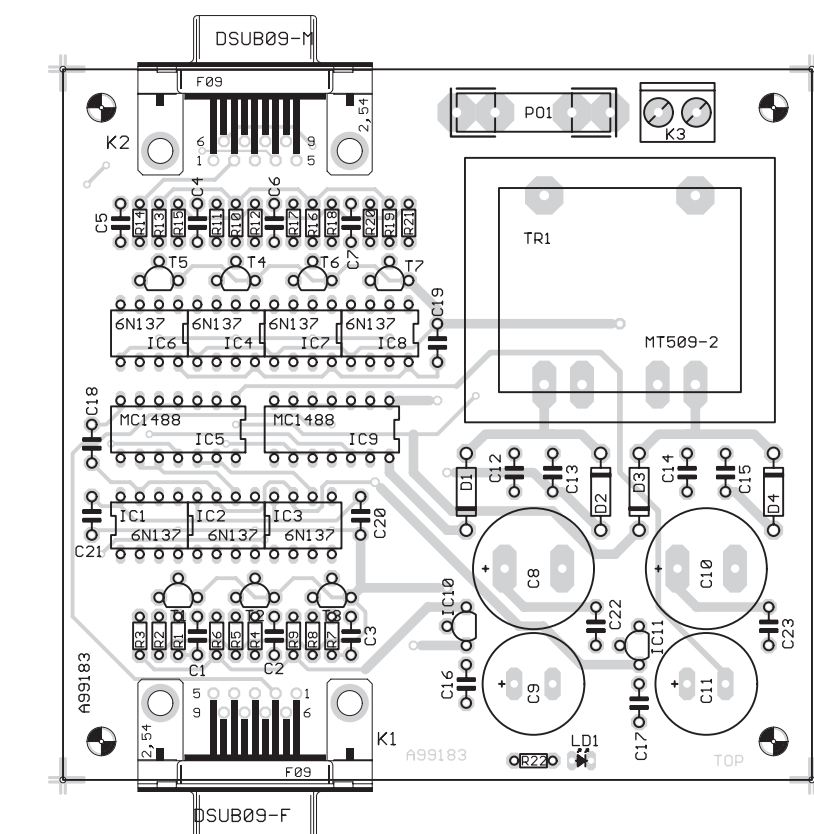 DSUB09-M
F09
2,54
K2
6 9
1 5
PO1
K3
TR1
MT509-2
C5 R14 R13 R15 C4 R11 R10 R12 C6 R17 R16 R18 C7 R20 R19 R21
T5 T4 T6 T7
C19
6N137 6N137 6N137 6N137
IC6 IC4 IC7 IC8
C18
MC1488 MC1488
IC5 IC9
D1 C12 C13 D2 D3 C14 C15 D4
IC1 IC2 IC3
6N137 6N137 6N137
C21 C20
+ C8 + C10
IC10 C22 IC11 C23
T1 T2 T3
R3 R2 R1 C1 R6 R5 R4 C2 R9 R8 R7 C3
C16 C9 + C17 + C11
A99183
5 1
9 6
2,54
K1
F09
DSUB09-F
A99183
R22
LD1
TOP